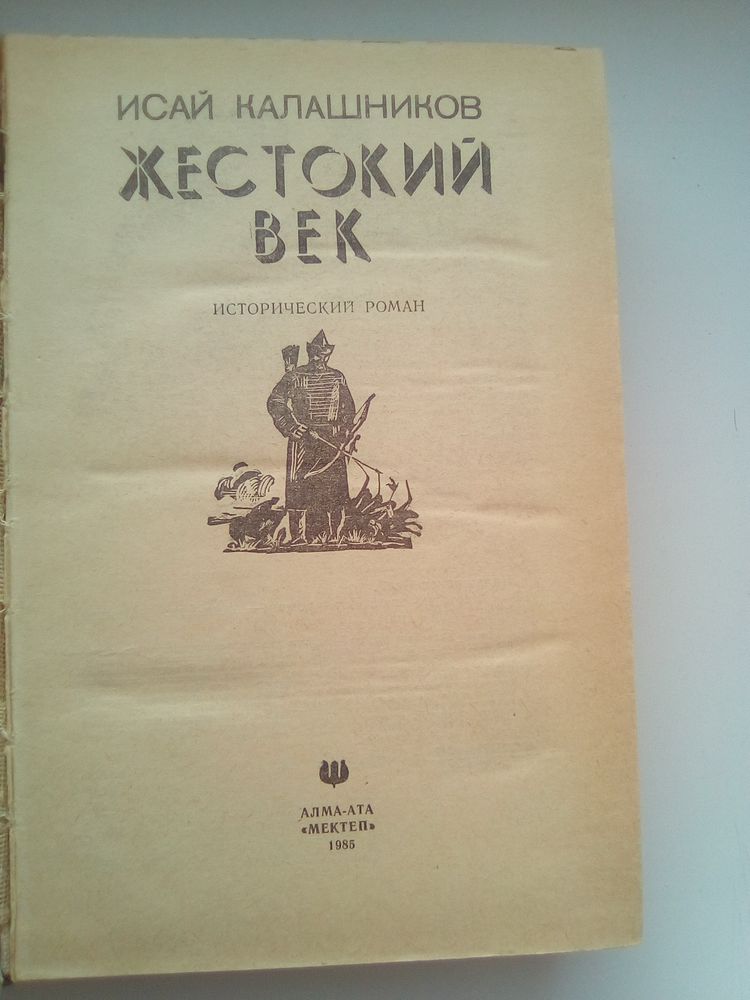 ИСАЙ КАЛАШНИКОВ
ЖЕСТОКИЙ
ВЕК
ИСТОРИЧЕСКИЙ РОМАН
АЛМА-АТА
«МЕКТЕП»
1985